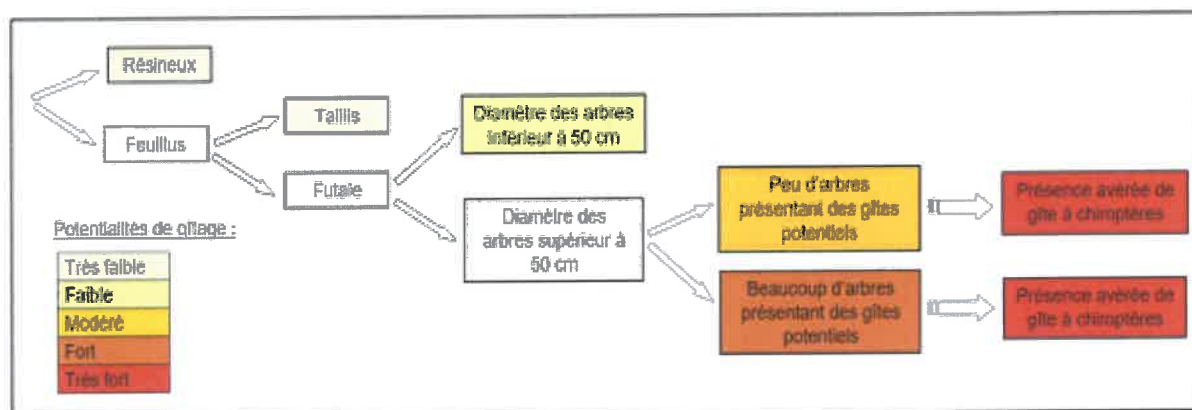 Résineux
Feuillus
Taillis
Futaie
Diamètre des arbres
inférieur à 50 cm
Diamètre des
arbres supérieur à
50 cm
Peu d'arbres
présentant des gîtes
potentiels
Présence avérée de
gîte à chiroptères
Beaucoup d'arbres
présentant des gîtes
potentiels
Présence avérée de
gîte à chiroptères
Potentialités de gîtage :
Très faible
Faible
Modéré
Fort
Très fort